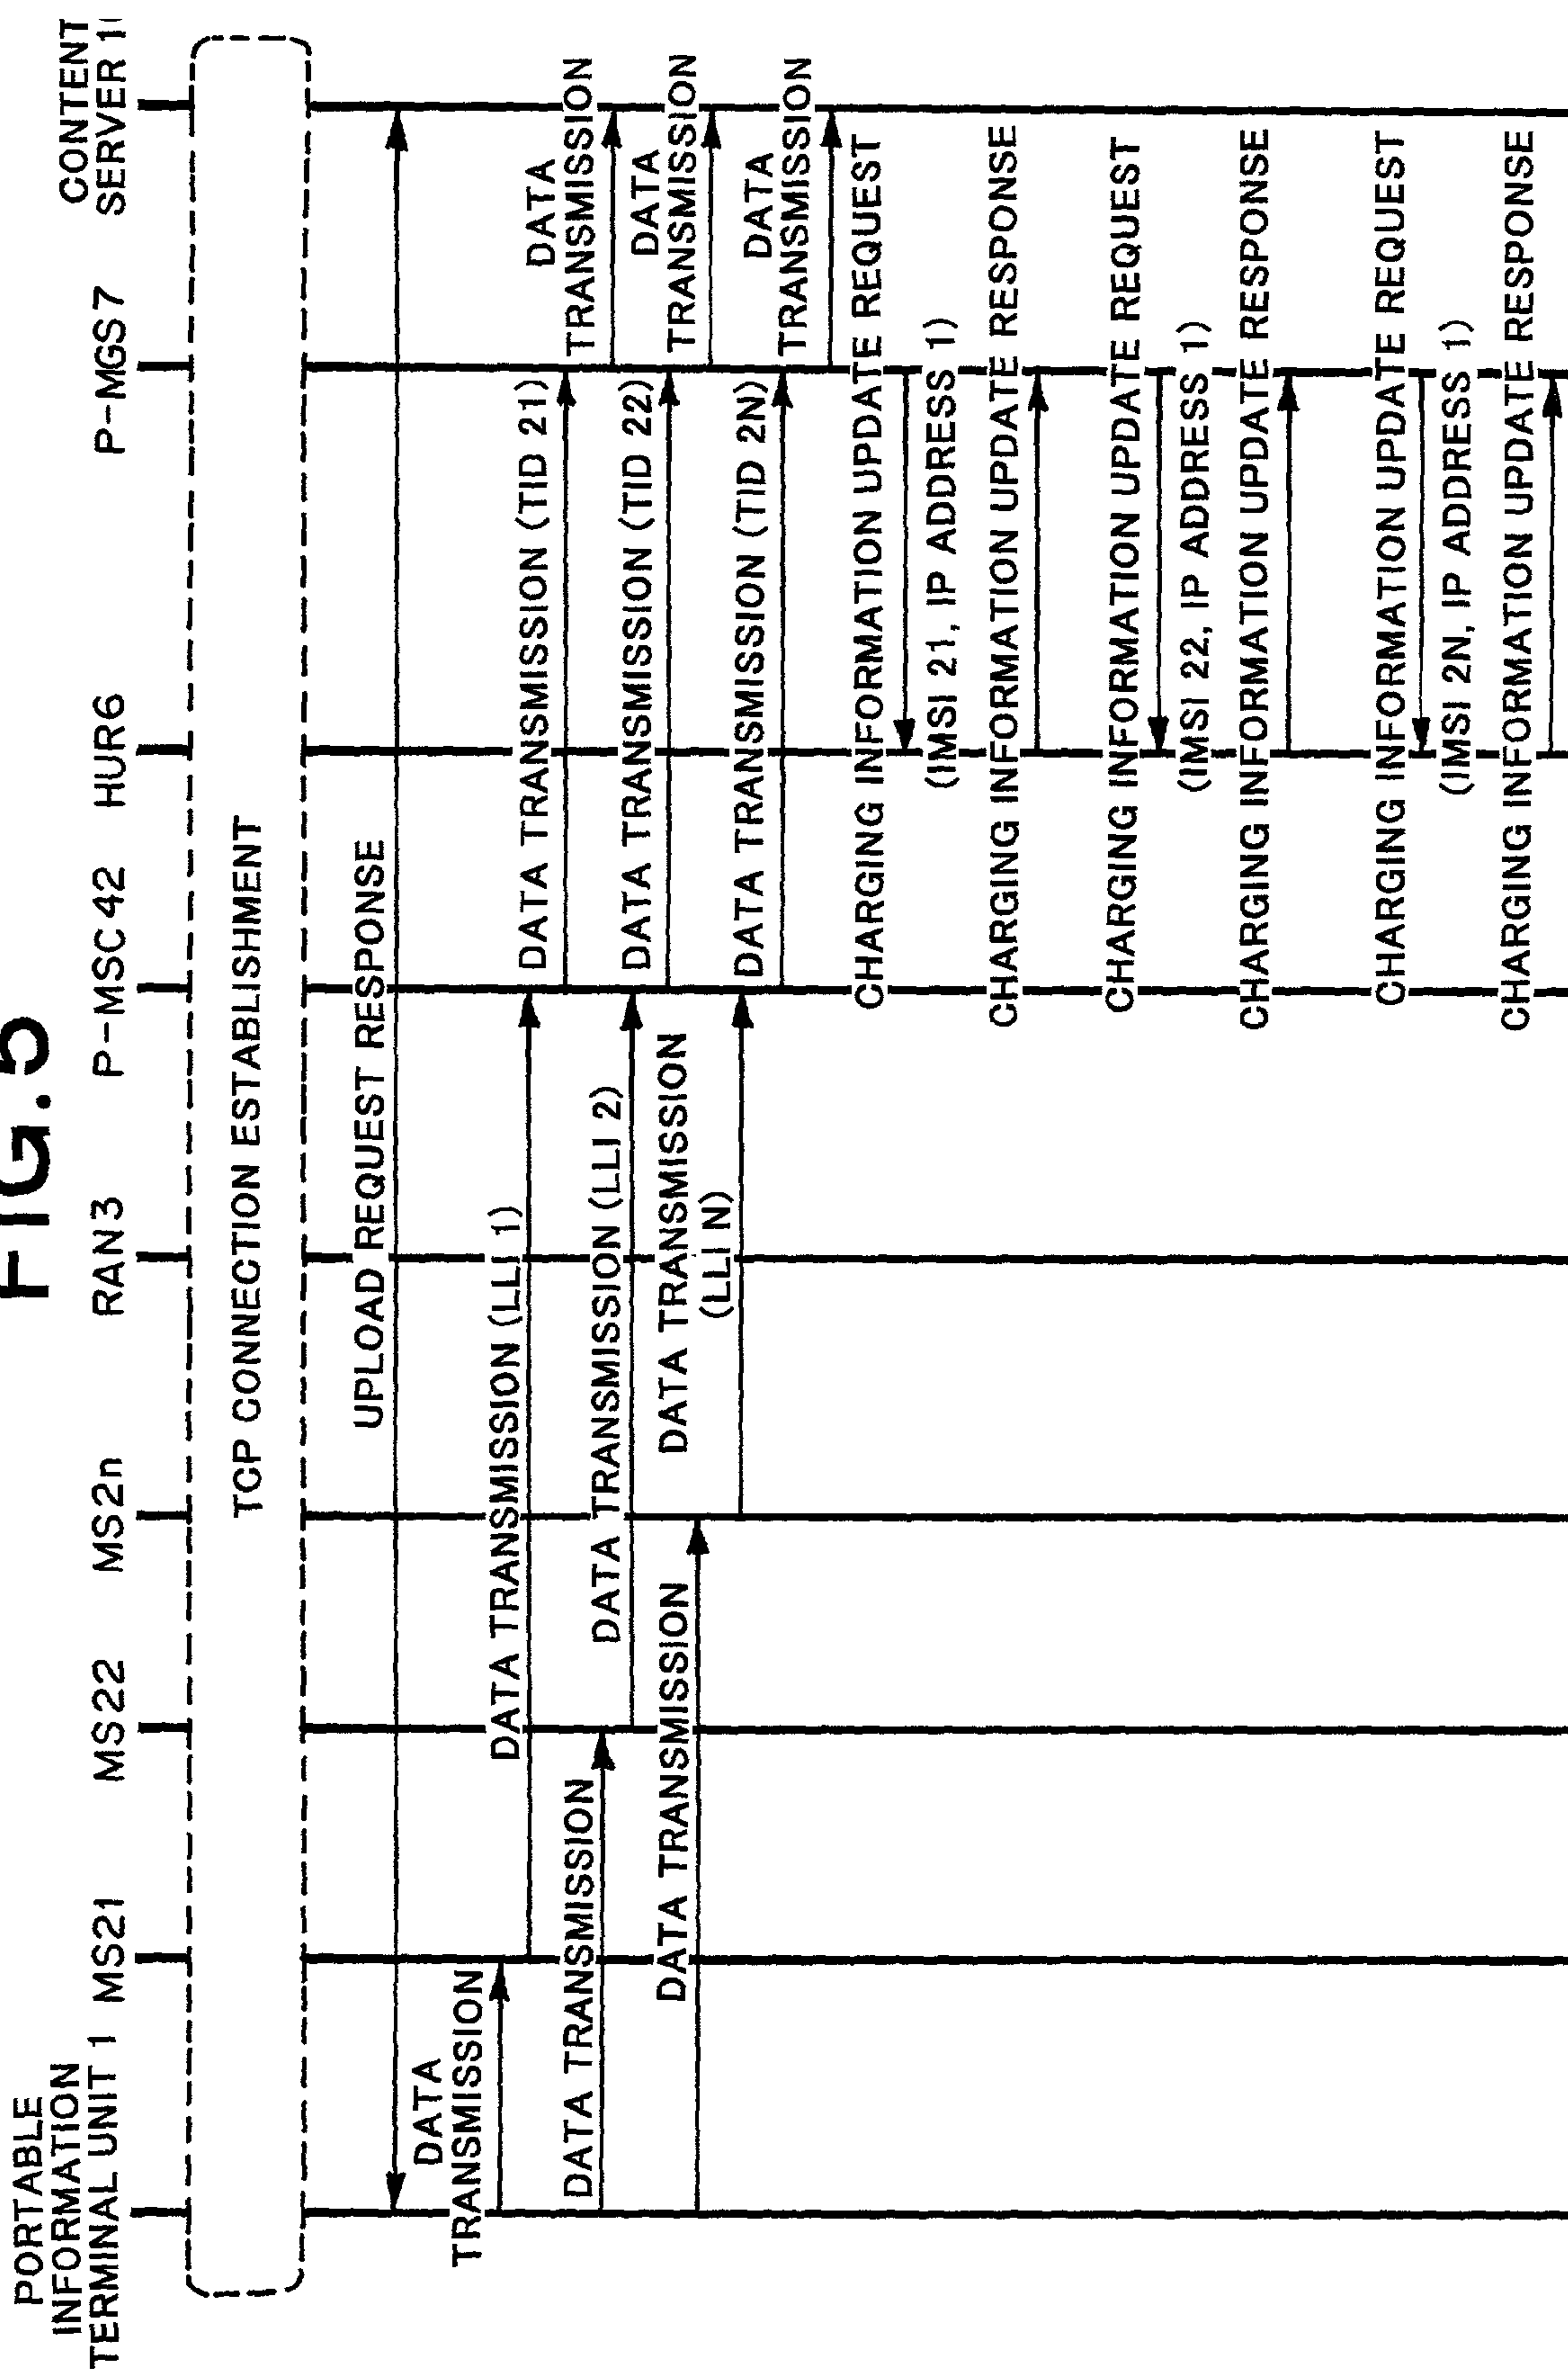 FIG.5
PORTABLE
INFORMATION
TERMINAL UNIT 1
MS21
MS22
MS2n
RAN3
P-MSC42
HUR6
P-MGS7
CONTENT
SERVER
TCP CONNECTION ESTABLISHMENT
UPLOAD REQUEST RESPONSE
DATA
TRANSMISSION
DATA TRANSMISSION (LLI 1)
DATA TRANSMISSION (TID 21)
DATA
TRANSMISSION
DATA TRANSMISSION
DATA TRANSMISSION (LLI 2)
DATA TRANSMISSION (TID 22)
DATA
TRANSMISSION
DATA TRANSMISSION
DATA TRANSMISSION
(LLI N)
DATA TRANSMISSION (TID 2N)
DATA
TRANSMISSION
CHARGING INFORMATION UPDATE REQUEST
(IMSI 21, IP ADDRESS 1)
CHARGING INFORMATION UPDATE RESPONSE
CHARGING INFORMATION UPDATE REQUEST
(IMSI 22, IP ADDRESS 1)
CHARGING INFORMATION UPDATE RESPONSE
CHARGING INFORMATION UPDATE REQUEST
(IMSI 2N, IP ADDRESS 1)
CHARGING INFORMATION UPDATE RESPONSE